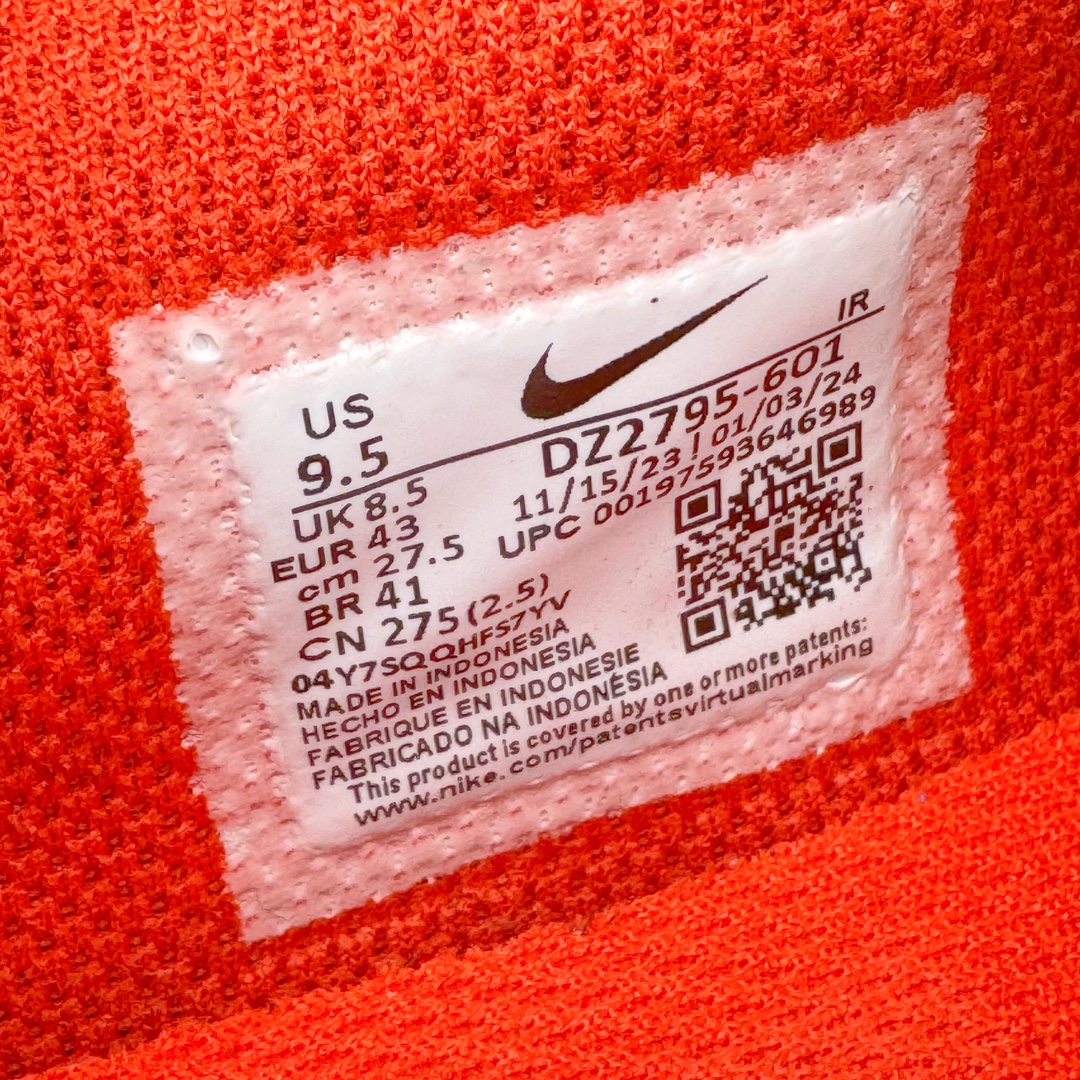 IR
US
9.5
DZ2795-601
UK 8.5
11/15/23 | 01/03/24
EUR 43
UPC 00197593646989
cm 27.5
BR 41
CN 275(2.5)
04Y7SQQHFS7YV
MADE IN INDONESIA
HECHO EN INDONESIA
FABRIQUE EN INDONESIE
FABRICADO NA INDONÉSIA
This product is covered by one or more patents:
www.nike.com/patentsvirtualmarking